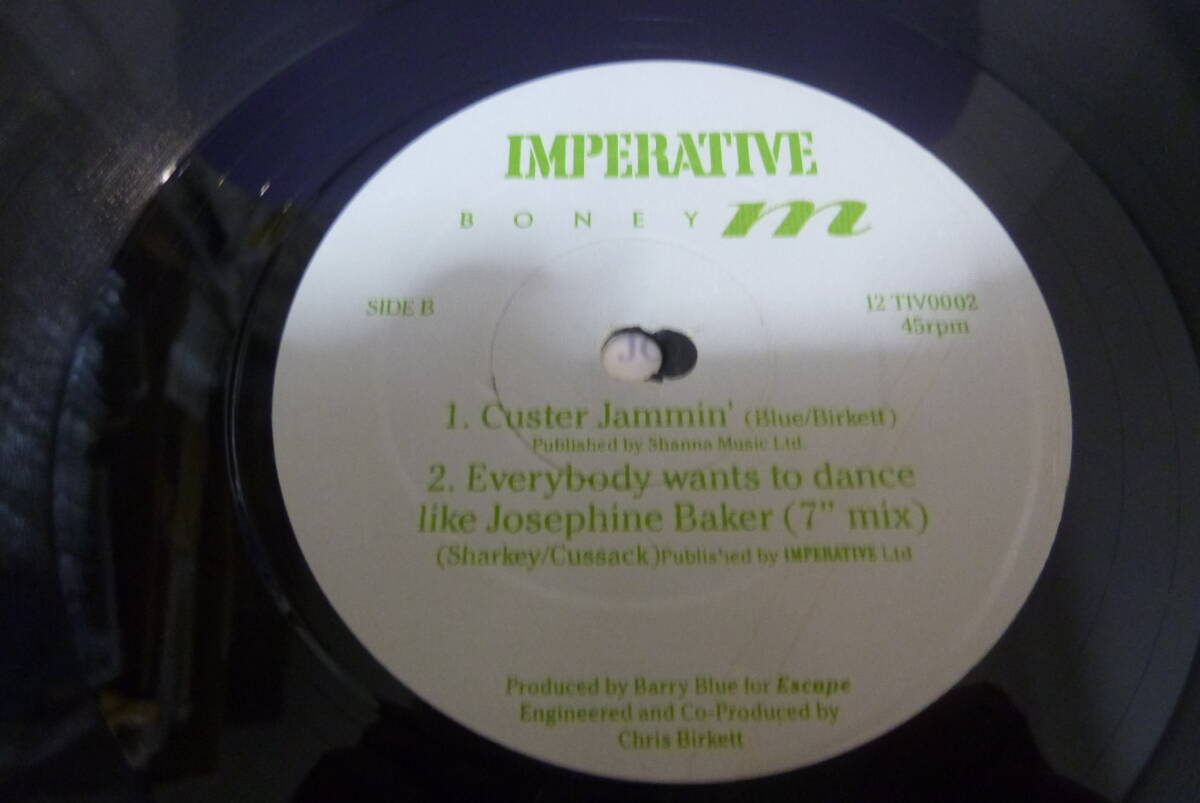 IMPERATIVE
BONEY m
SIDE B
12 TIV0002
45rpm
1. Custer Jammin' (Blue/Birkett)
Published by Shanna Music Ltd.
2. Everybody wants to dance
like Josephine Baker (7" mix)
(Sharkey/Cussack) Published by IMPERATIVE Ltd
Produced by Barry Blue for Escape
Engineered and Co-Produced by
Chris Birkett